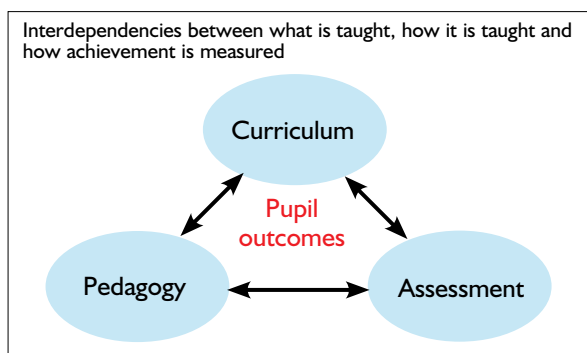 Interdependencies between what is taught, how it is taught and
how achievement is measured
Curriculum
Pupil
outcomes
Pedagogy
Assessment